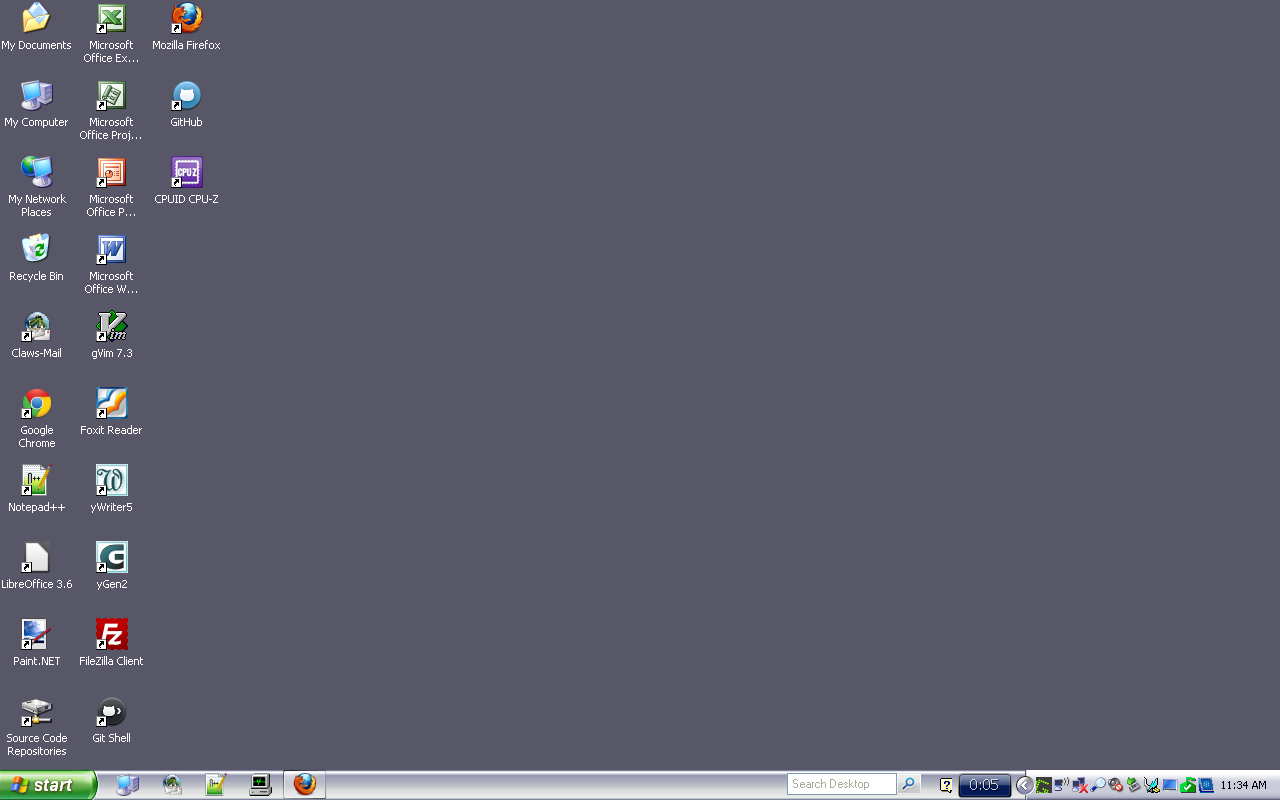 My Documents
Microsoft
Office Ex...
Mozilla Firefox
My Computer
Microsoft
Office Proj...
GitHub
My Network
Places
Microsoft
Office P...
CPU Z
CPUID CPU-Z
Recycle Bin
Microsoft
Office W...
Claws-Mail
gVim 7.3
Google
Chrome
Foxit Reader
Notepad++
yWriter5
LibreOffice 3.6
yGen2
Paint.NET
FileZilla Client
Source Code
Repositories
Git Shell
start
Search Desktop
0:05
11:34 AM